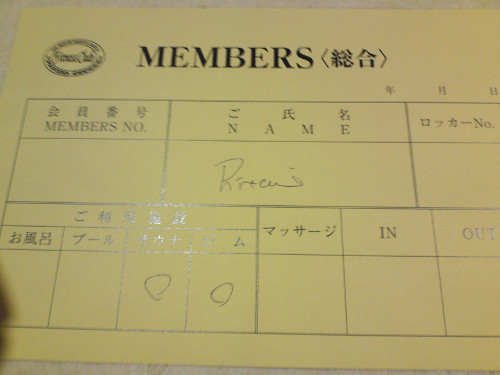 Fitness Club
MEMBERS〈総合〉
年 月 日
会員番号
MEMBERS NO.
ご氏名
NAME
ロッカーNo.
ご利用施設
お風呂 プール サウナ ジム マッサージ IN OUT
○ ○